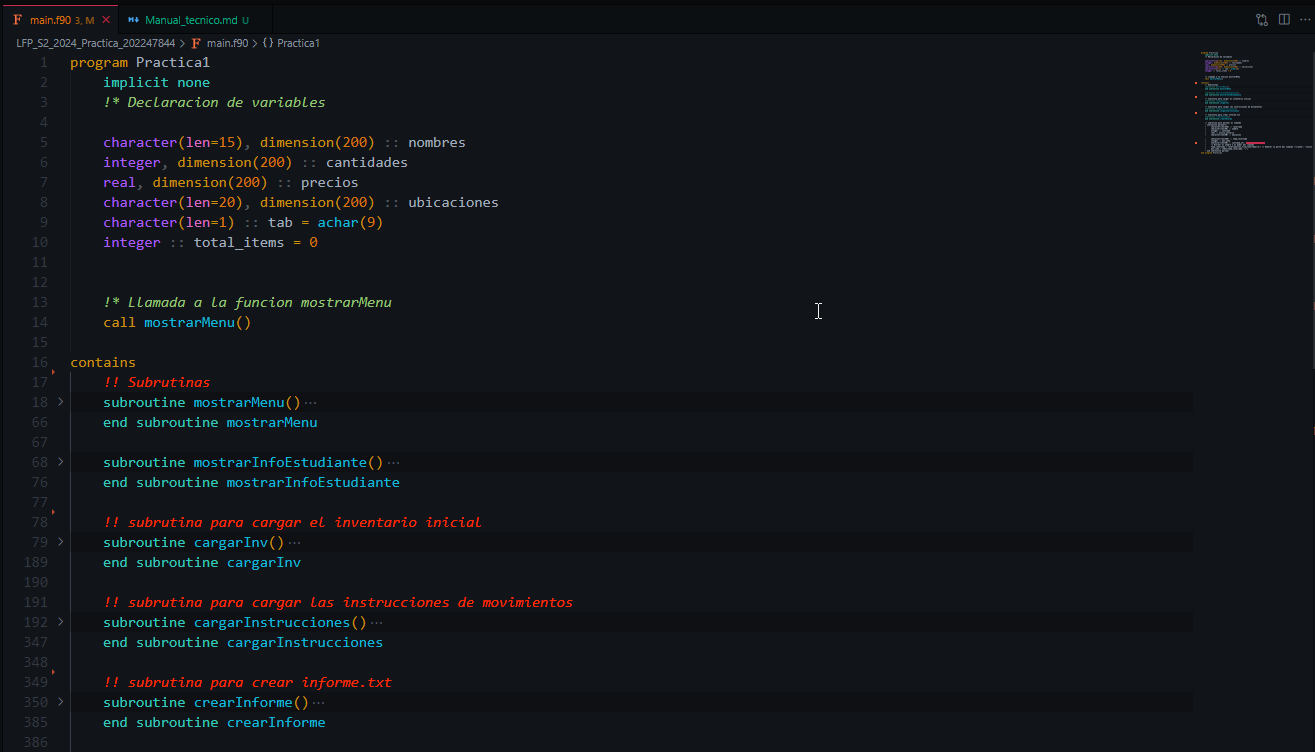 F main.f90 3, M × M↓ Manual_tecnico.md U
LFP_S2_2024_Practica_202247844 > F main.f90 > {} Practica1
1 program Practica1
2 implicit none
3 !* Declaracion de variables
4
5 character(len=15), dimension(200) :: nombres
6 integer, dimension(200) :: cantidades
7 real, dimension(200) :: precios
8 character(len=20), dimension(200) :: ubicaciones
9 character(len=1) :: tab = achar(9)
10 integer :: total_items = 0
11
12
13 !* Llamada a la funcion mostrarMenu
14 call mostrarMenu()
15
16 contains
17 !! Subrutinas
18 > subroutine mostrarMenu() ···
66 end subroutine mostrarMenu
67
68 > subroutine mostrarInfoEstudiante() ···
76 end subroutine mostrarInfoEstudiante
77
78 !! subrutina para cargar el inventario inicial
79 > subroutine cargarInv() ···
189 end subroutine cargarInv
190
191 !! subrutina para cargar las instrucciones de movimientos
192 > subroutine cargarInstrucciones() ···
347 end subroutine cargarInstrucciones
348
349 !! subrutina para crear informe.txt
350 > subroutine crearInforme() ···
385 end subroutine crearInforme
386